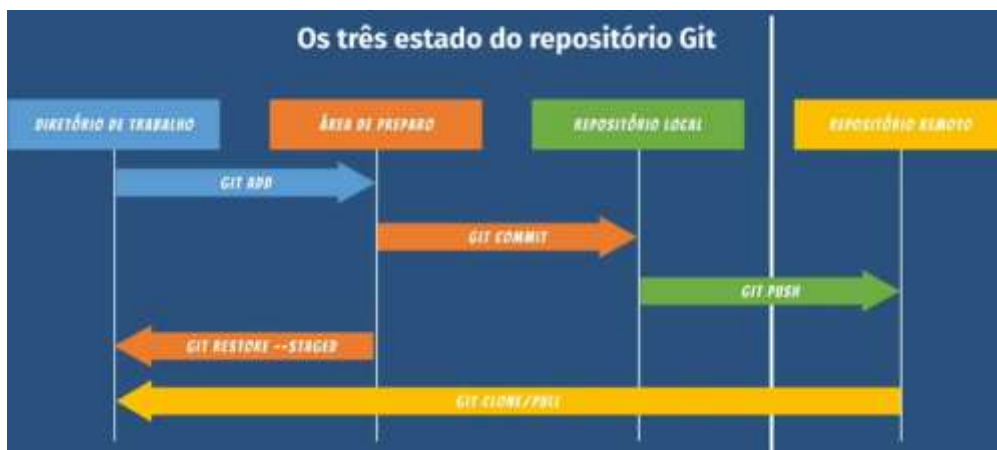 Os três estado do repositório Git
DIRETÓRIO DE TRABALHO
ÁREA DE PREPARO
REPOSITÓRIO LOCAL
REPOSITÓRIO REMOTO
GIT ADD
GIT COMMIT
GIT PUSH
GIT RESTORE --STAGED
GIT CLONE/PULL